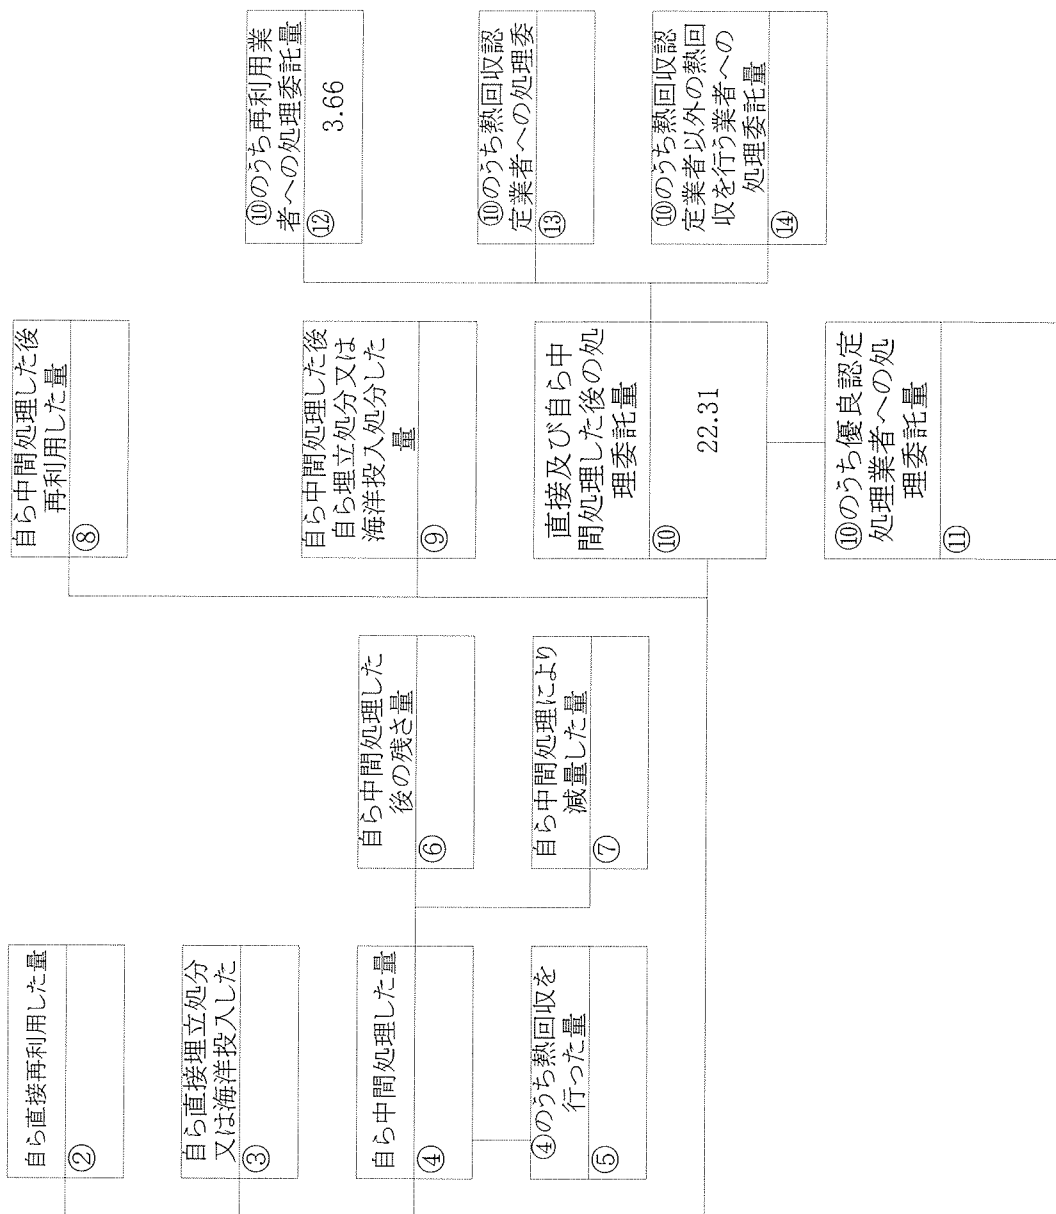 自ら直接再利用した量
②
自ら直接埋立処分
又は海洋投入した
③
自ら中間処理した量
④
④のうち熱回収を
行った量
⑤
自ら中間処理した
後の残さ量
⑥
自ら中間処理により
減量した量
⑦
自ら中間処理した後
再利用した量
⑧
自ら中間処理した後
自ら埋立処分又は
海洋投入処分した
量
⑨
直接及び自ら中
間処理した後の処
理委託量
⑩
22.31
⑩のうち優良認定
処理業者への処
理委託量
⑪
⑩のうち再利用業
者への処理委託量
⑫
3.66
⑩のうち熱回収認
定業者への処理委
⑬
⑩のうち熱回収認
定業者以外の熱回
収を行う業者への
処理委託量
⑭